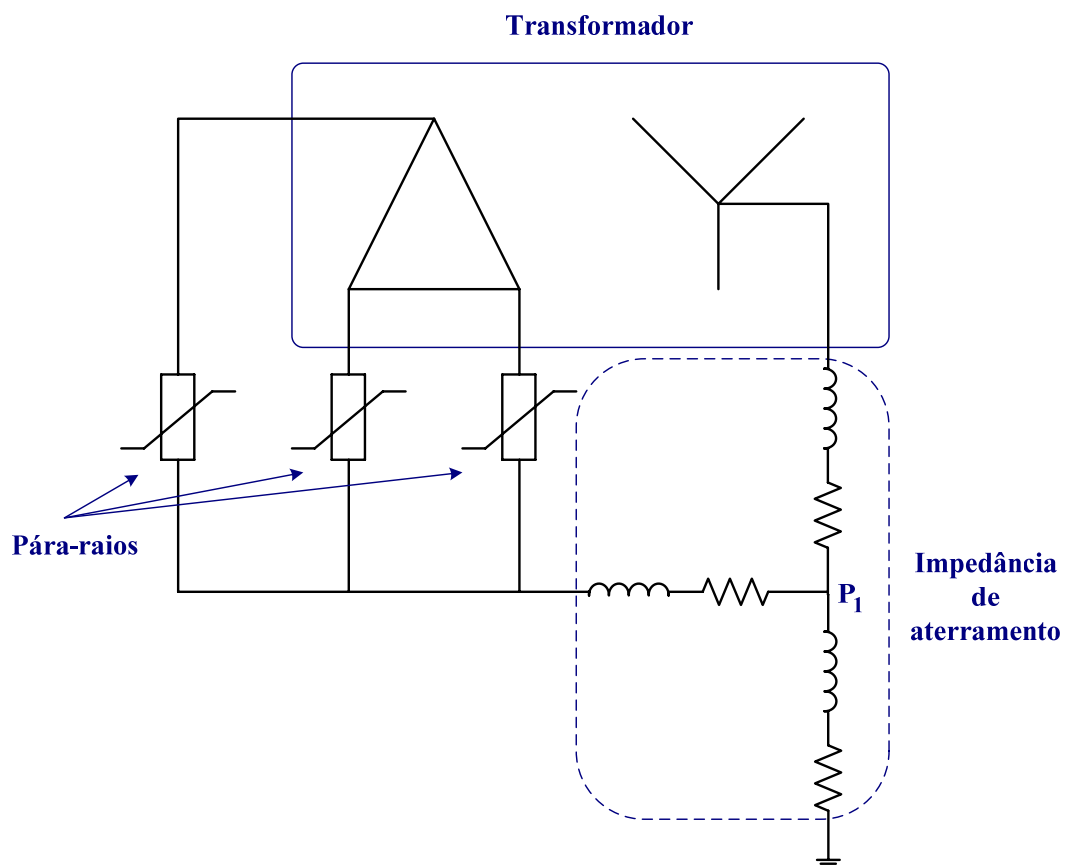 Transformador
Pára-raios
P1
Impedância
de
aterramento